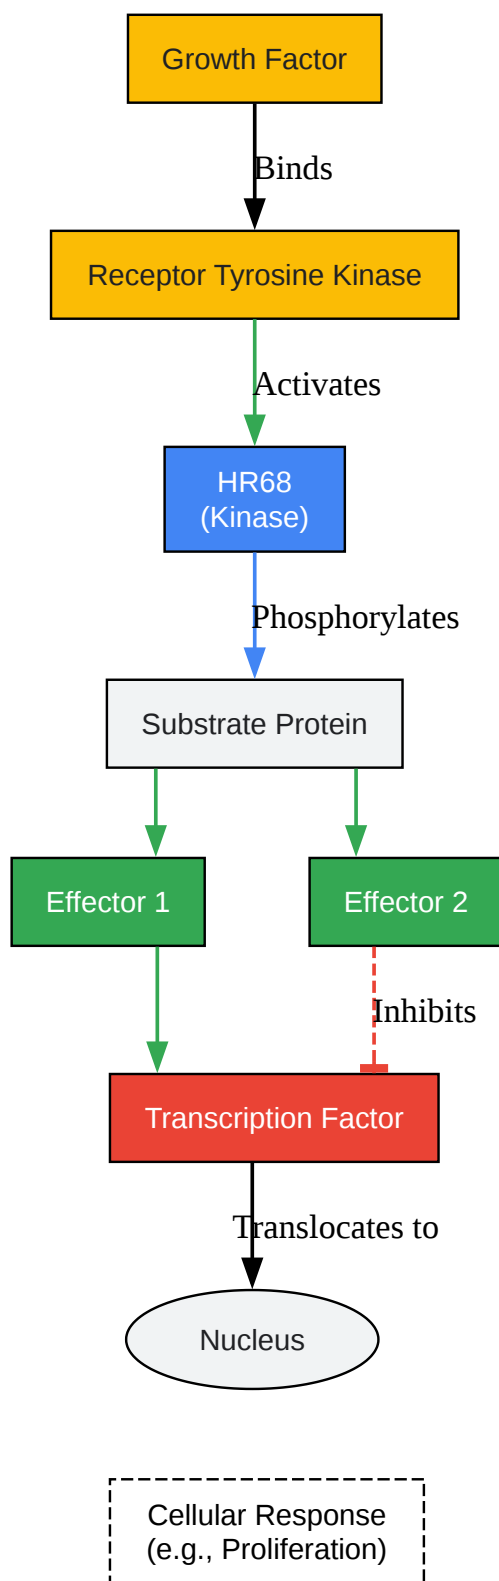 Growth Factor
Binds
Receptor Tyrosine Kinase
Activates
HR68
(Kinase)
Phosphorylates
Substrate Protein
Effector 1
Effector 2
Inhibits
Transcription Factor
Translocates to
Nucleus
Cellular Response
(e.g., Proliferation)